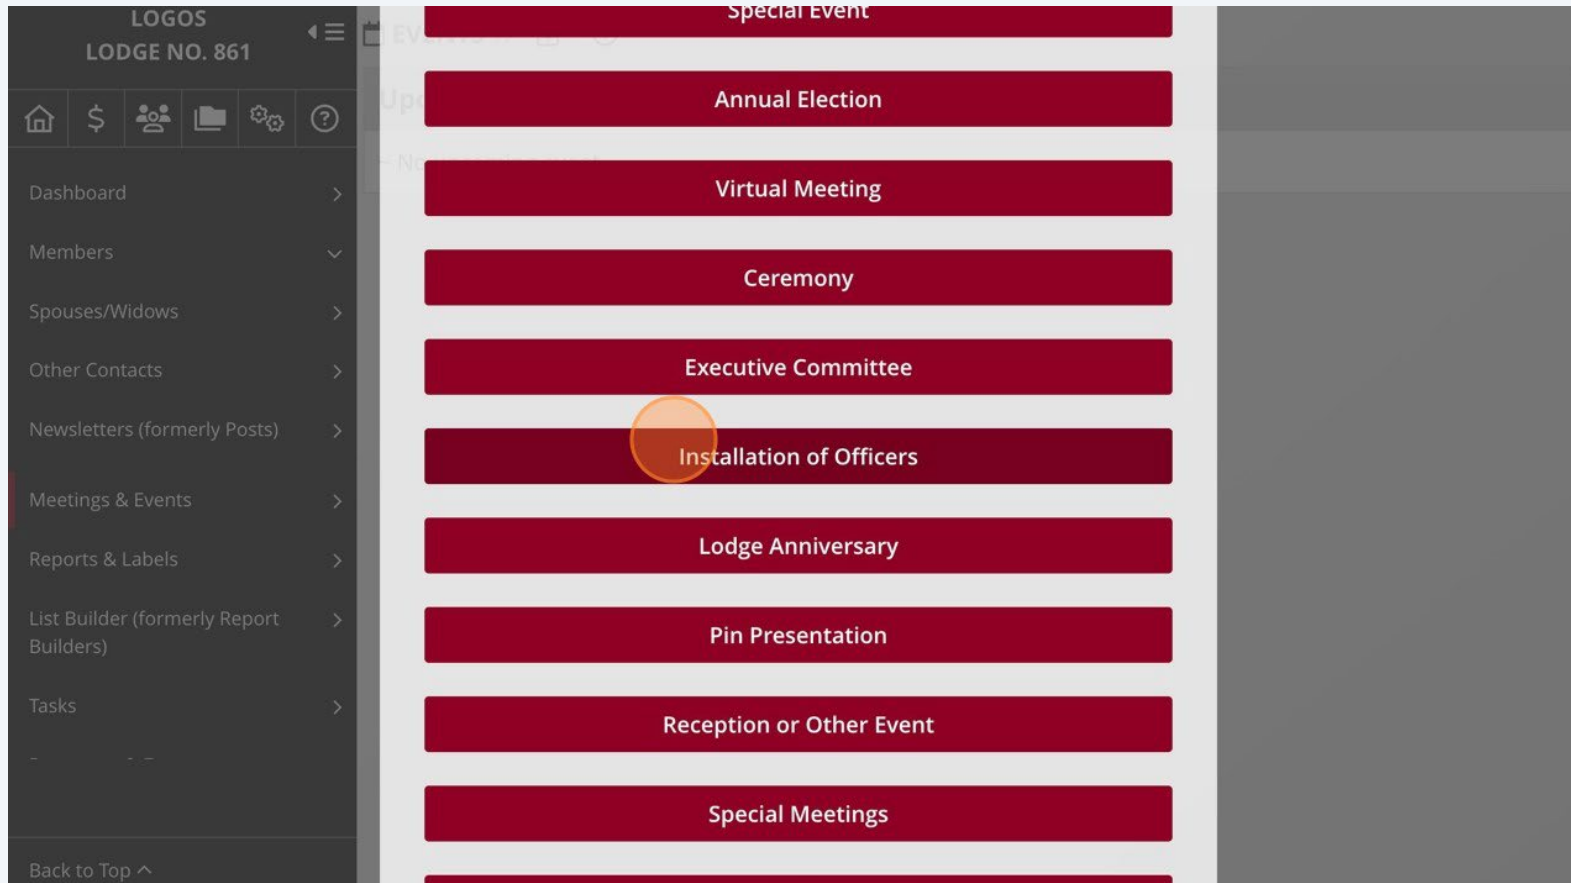 LOGOS
LODGE NO. 861
Dashboard
Members
Spouses/Widows
Other Contacts
Newsletters (formerly Posts)
Meetings & Events
Reports & Labels
List Builder (formerly Report
Builders)
Tasks
Back to Top
Special Event
Annual Election
Virtual Meeting
Ceremony
Executive Committee
Installation of Officers
Lodge Anniversary
Pin Presentation
Reception or Other Event
Special Meetings